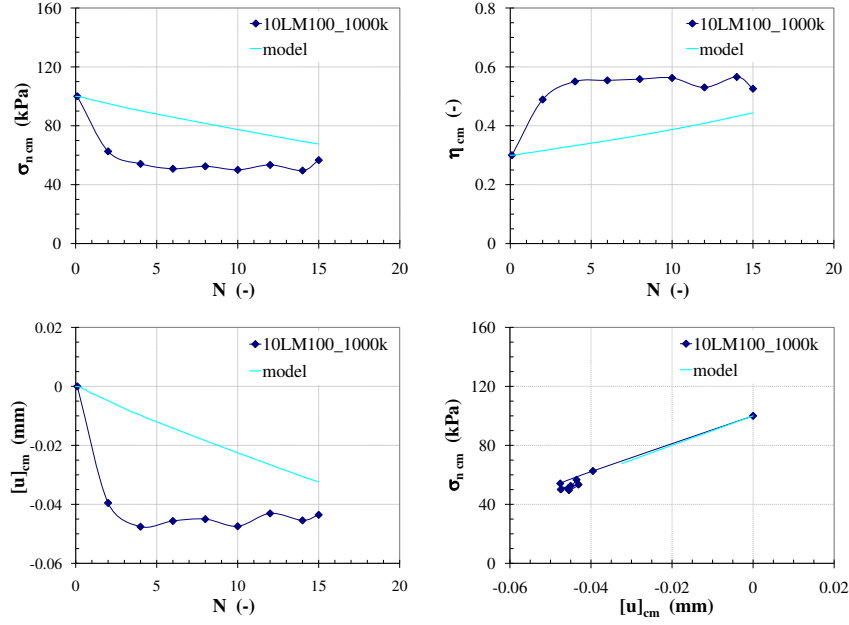 160
120
80
40
0
σn cm (kPa)
10LM100_1000k
model
0 5 10 15 20
N (-)
0.8
0.6
0.4
0.2
0.0
ηcm (-)
10LM100_1000k
model
0 5 10 15 20
N (-)
0.02
0
-0.02
-0.04
-0.06
[u]cm (mm)
10LM100_1000k
model
0 5 10 15 20
N (-)
160
120
80
40
0
σn cm (kPa)
10LM100_1000k
model
-0.06 -0.04 -0.02 0 0.02
[u]cm (mm)